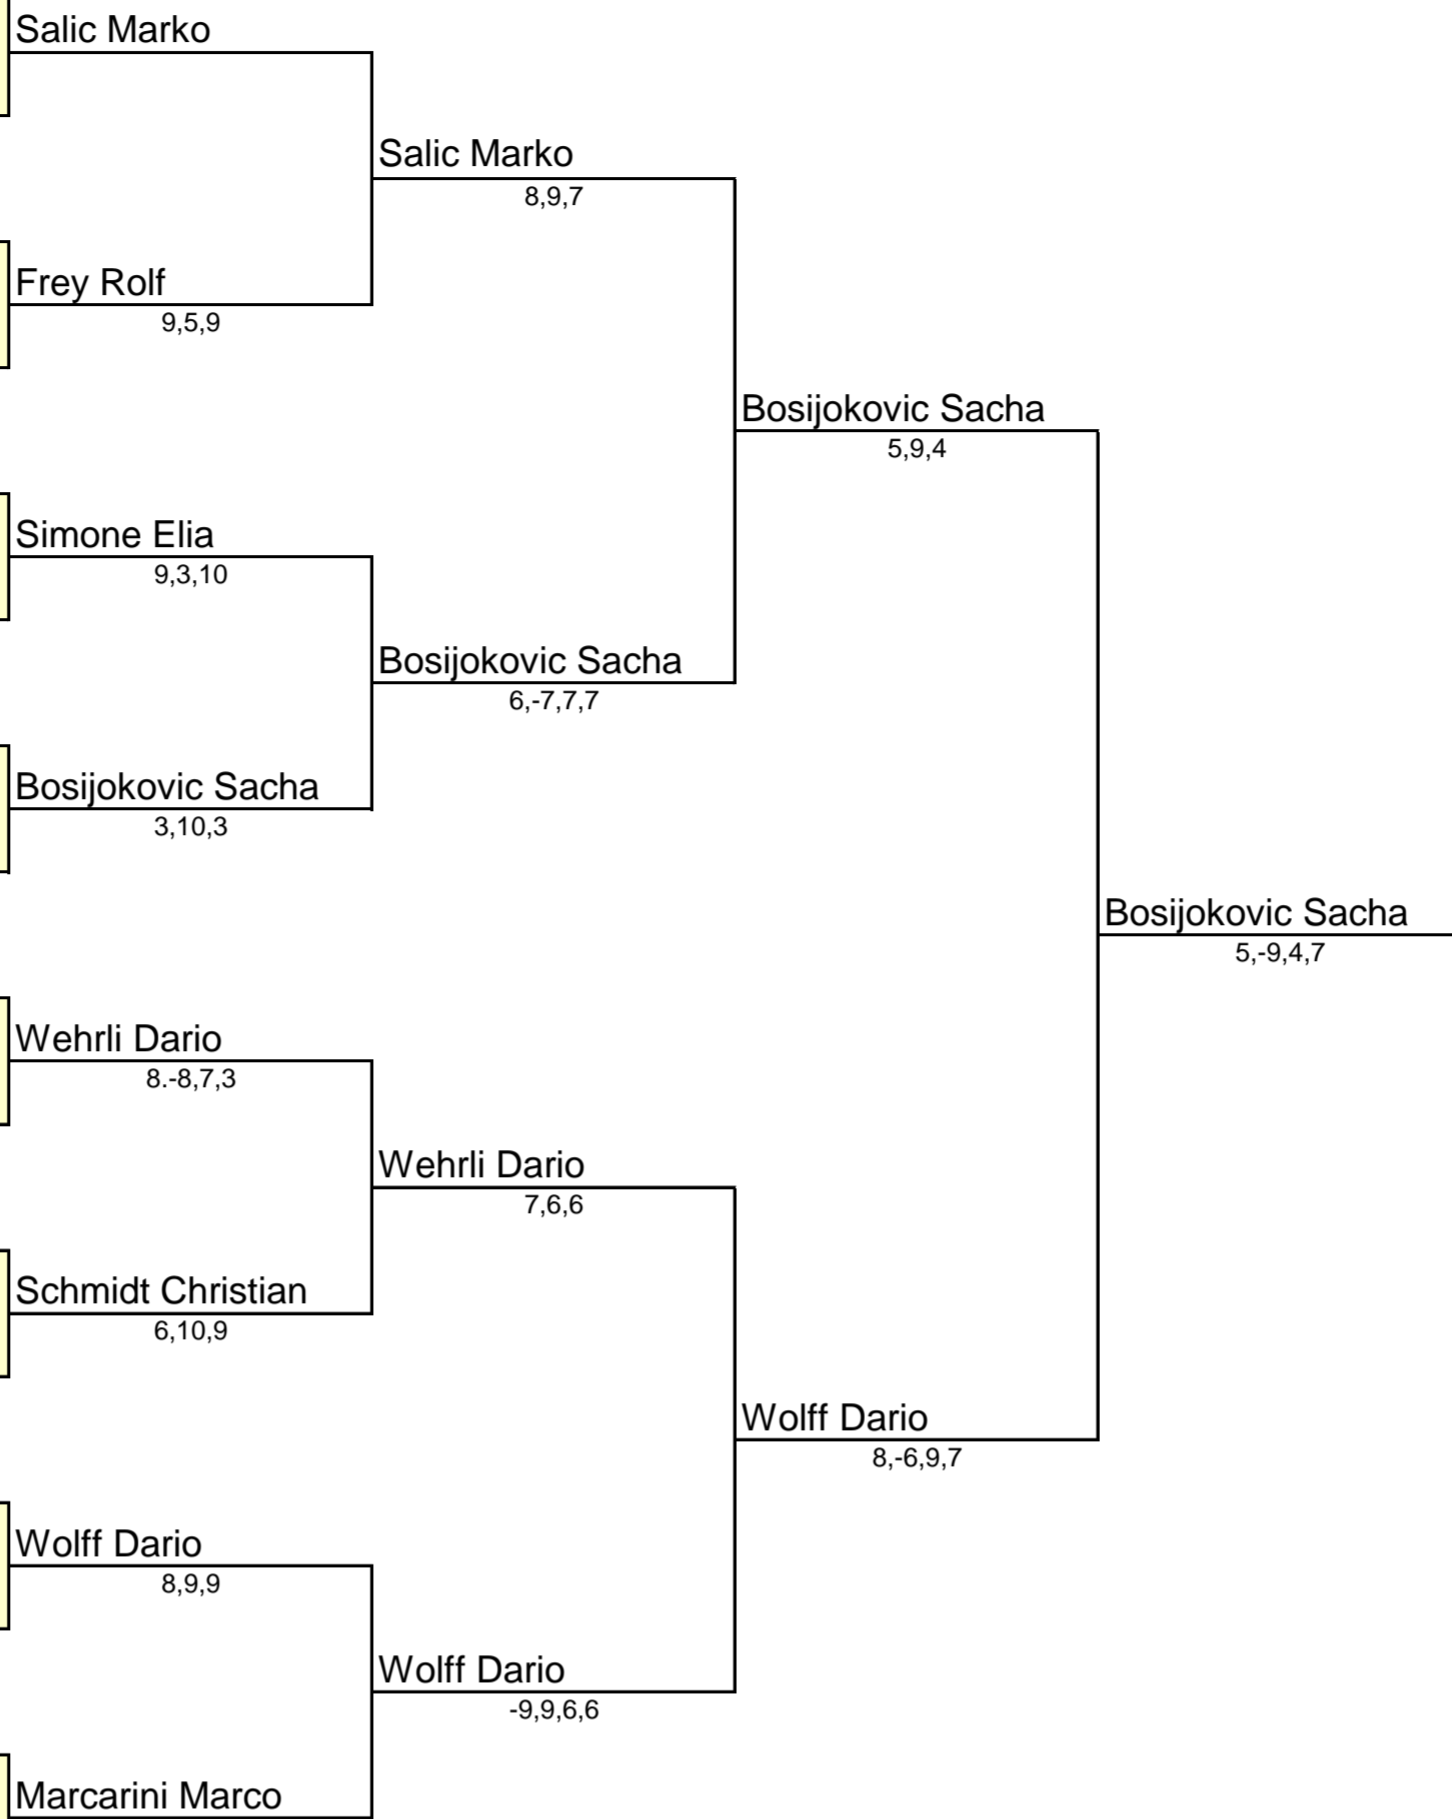 Salic Marko
Salic Marko
8,9,7
Frey Rolf
9,5,9
Bosijokovic Sacha
5,9,4
Simone Elia
9,3,10
Bosijokovic Sacha
6,-7,7,7
Bosijokovic Sacha
3,10,3
Bosijokovic Sacha
5,-9,4,7
Wehrli Dario
8.-8,7,3
Wehrli Dario
7,6,6
Schmidt Christian
6,10,9
Wolff Dario
8,-6,9,7
Wolff Dario
8,9,9
Wolff Dario
-9,9,6,6
Marcarini Marco